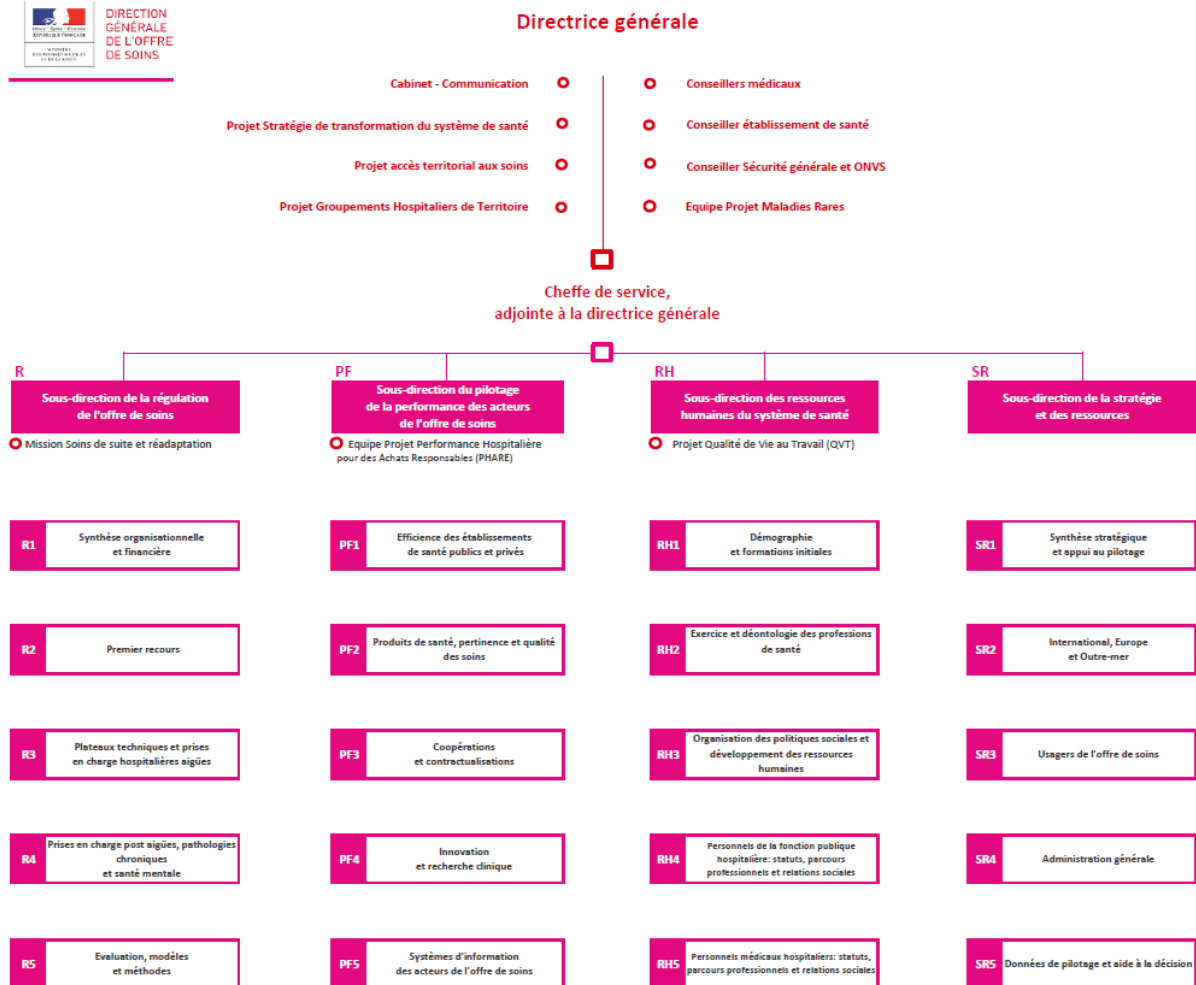 DIRECTION
GÉNÉRALE
DE L'OFFRE
DE SOINS
Directrice générale
Cabinet - Communication
Conseillers médicaux
Projet Stratégie de transformation du système de santé
Conseiller établissement de santé
Projet accès territorial aux soins
Conseiller Sécurité générale et ONVS
Projet Groupements Hospitaliers de Territoire
Equipe Projet Maladies Rares
Cheffe de service,
adjointe à la directrice générale
R
Sous-direction de la régulation
de l'offre de soins
Mission Soins de suite et réadaptation
PF
Sous-direction du pilotage
de la performance des acteurs
de l'offre de soins
Equipe Projet Performance Hospitalière
pour des Achats Responsables (PHARE)
RH
Sous-direction des ressources
humaines du système de santé
Projet Qualité de Vie au Travail (QVT)
SR
Sous-direction de la stratégie
et des ressources
R1
Synthèse organisationnelle
et financière
PF1
Efficience des établissements
de santé publics et privés
RH1
Démographie
et formations initiales
SR1
Synthèse stratégique
et appui au pilotage
R2
Premier recours
PF2
Produits de santé, pertinence et qualité
des soins
RH2
Exercice et déontologie des professions
de santé
SR2
International, Europe
et Outre-mer
R3
Plateaux techniques et prises
en charge hospitalières aigües
PF3
Coopérations
et contractualisations
RH3
Organisation des politiques sociales et
développement des ressources
humaines
SR3
Usagers de l'offre de soins
R4
Prises en charge post aigües, pathologies
chroniques
et santé mentale
PF4
Innovation
et recherche clinique
RH4
Personnels de la fonction publique
hospitalière: statuts, parcours
professionnels et relations sociales
SR4
Administration générale
R5
Evaluation, modèles
et méthodes
PF5
Systèmes d'information
des acteurs de l'offre de soins
RH5
Personnels médicaux hospitaliers: statuts,
parcours professionnels et relations sociales
SR5
Données de pilotage et aide à la décision